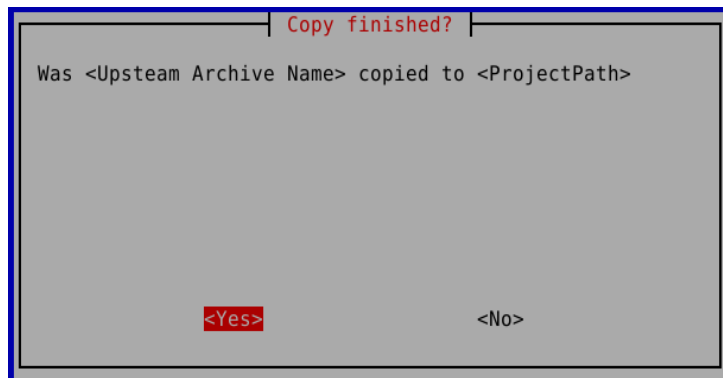 Copy finished?
Was <Upsteam Archive Name> copied to <ProjectPath>
<Yes> <No>